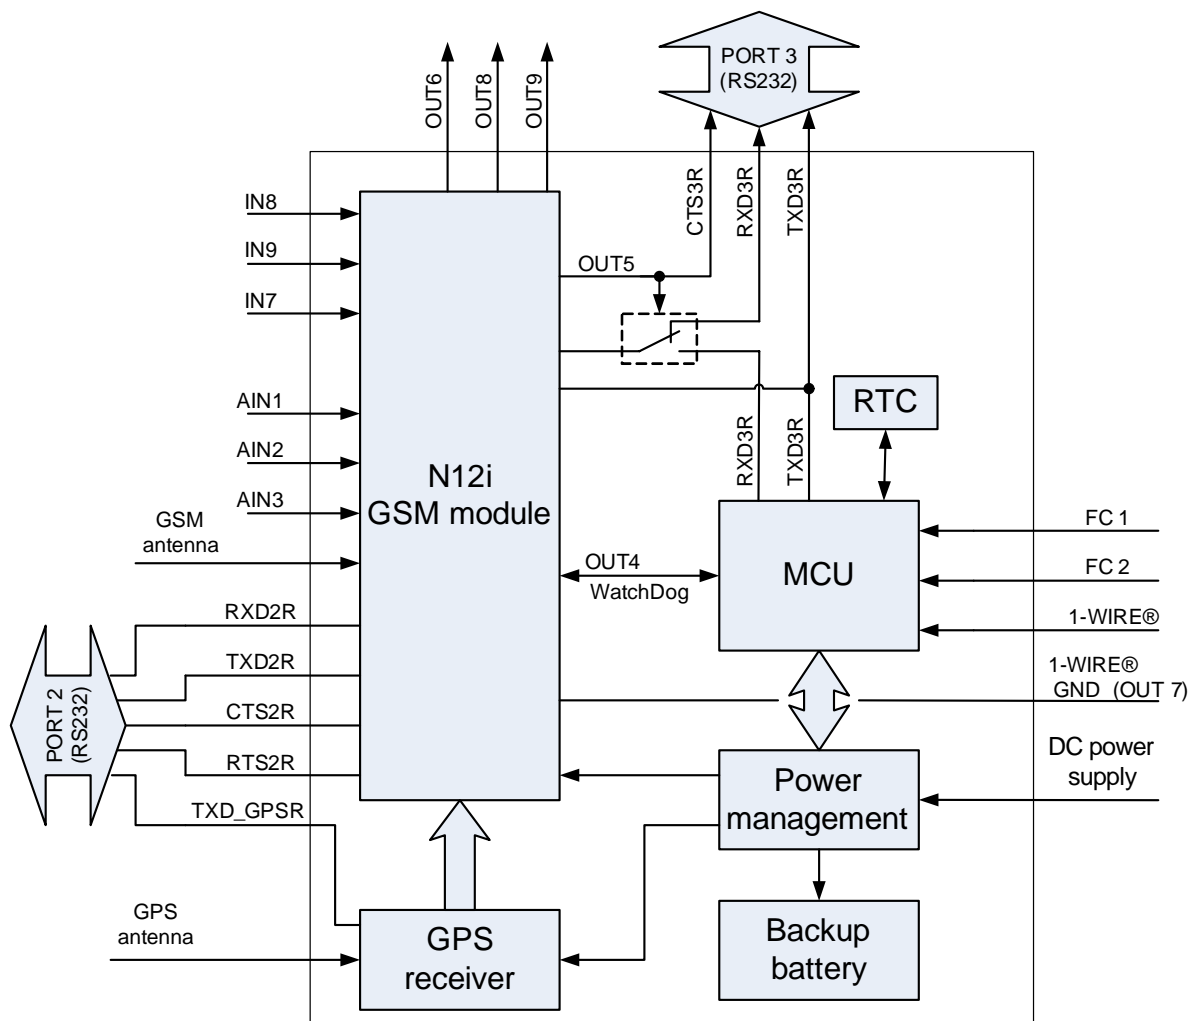 OUT6
OUT8
OUT9
PORT 3
(RS232)
CTS3R
RXD3R
TXD3R
IN8
IN9
IN7
OUT5
AIN1
AIN2
AIN3
N12i
GSM module
RXD3R
TXD3R
RTC
GSM
antenna
OUT4
WatchDog
MCU
FC 1
FC 2
1-WIRE®
1-WIRE®
GND (OUT 7)
RXD2R
TXD2R
CTS2R
RTS2R
TXD_GPSR
PORT 2
(RS232)
DC power
supply
Power
management
GPS
antenna
GPS
receiver
Backup
battery